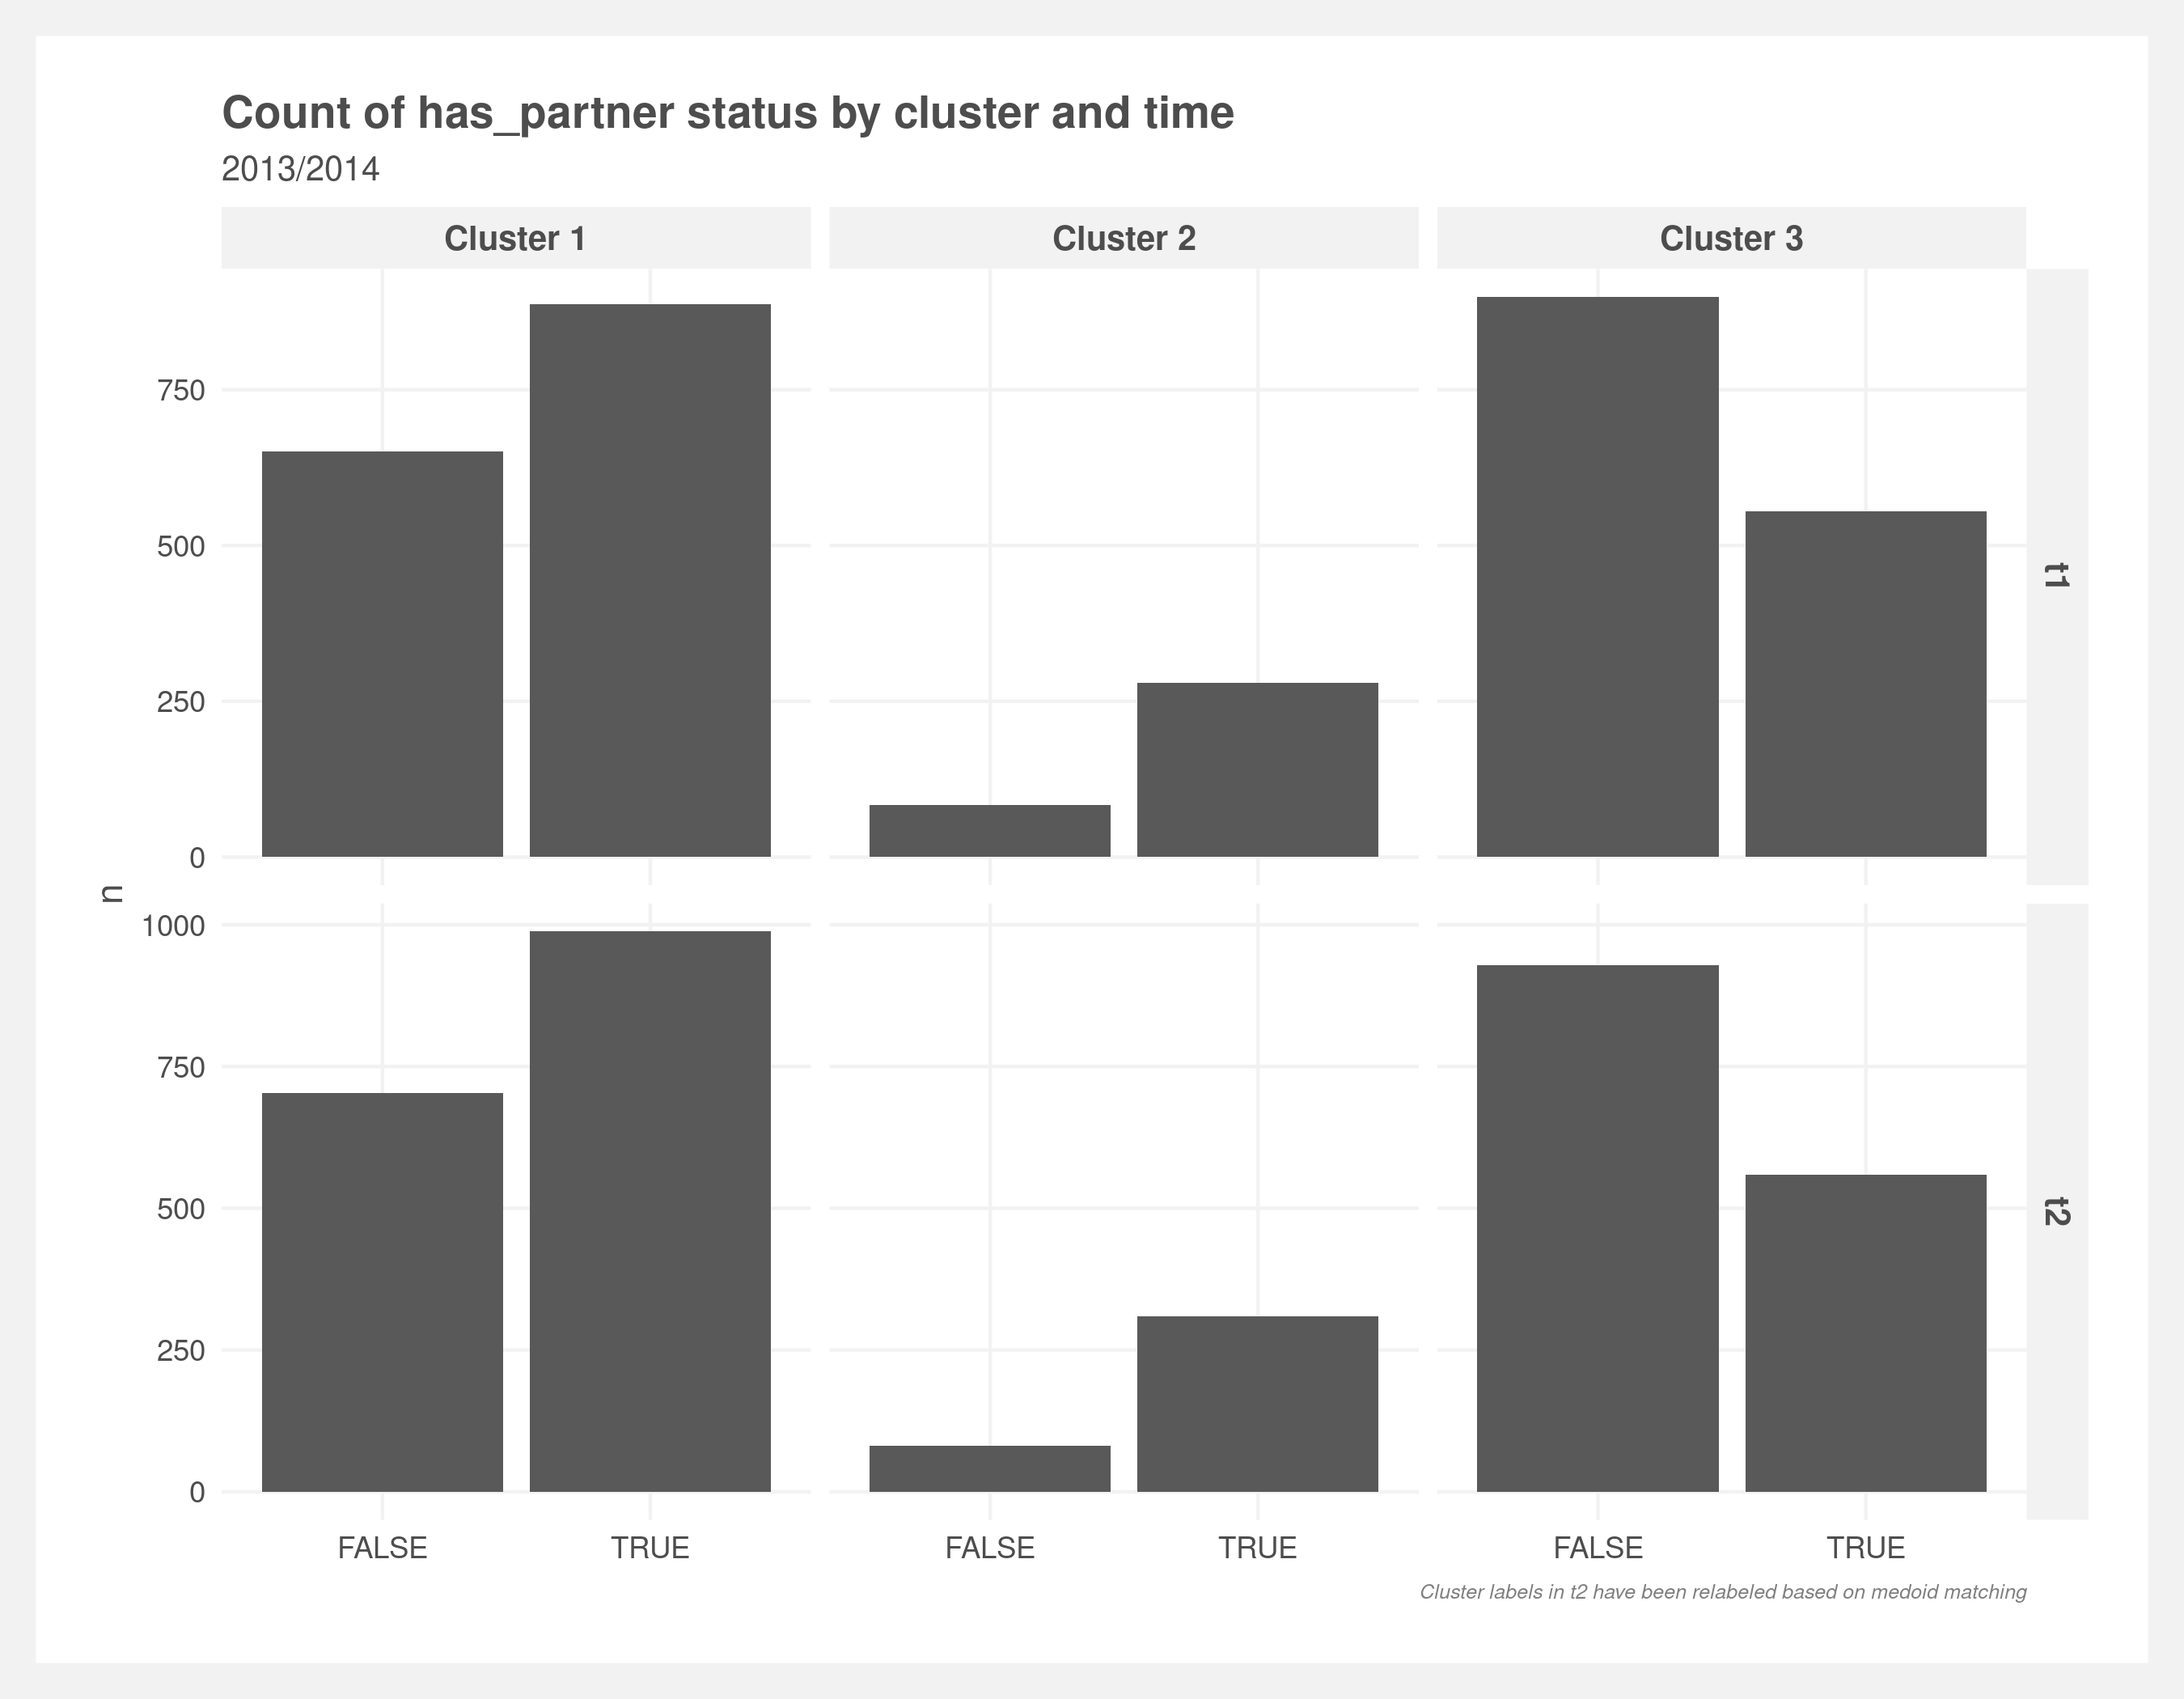 Count of has_partner status by cluster and time
2013/2014
Cluster 1 Cluster 2 Cluster 3
750
500
250
0
t1
n
1000
750
500
250
0
t2
FALSE TRUE FALSE TRUE FALSE TRUE
Cluster labels in t2 have been relabeled based on medoid matching